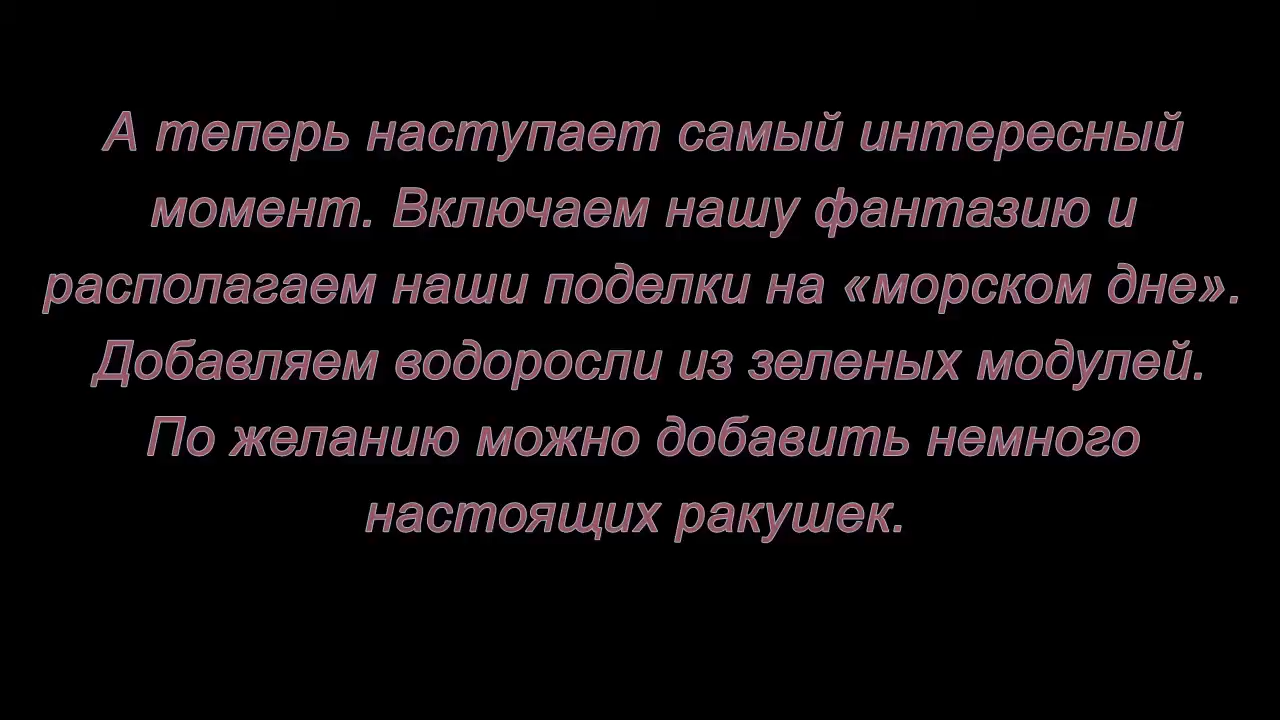 А теперь наступает самый интересный
момент. Включаем нашу фантазию и
располагаем наши поделки на «морском дне».
Добавляем водоросли из зеленых модулей.
По желанию можно добавить немного
настоящих ракушек.